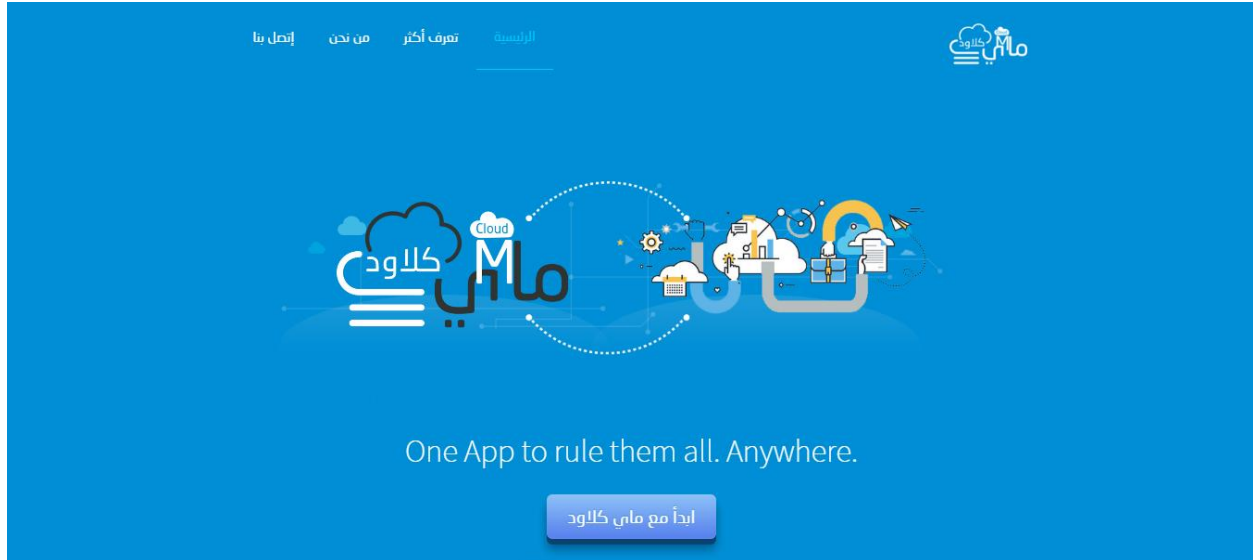 الرئيسية
تعرف أكثر
من نحن
إتصل بنا
ماي كلاود
M
Cloud
ماي كلاود
M
One App to rule them all. Anywhere.
ابدأ مع ماي كلاود